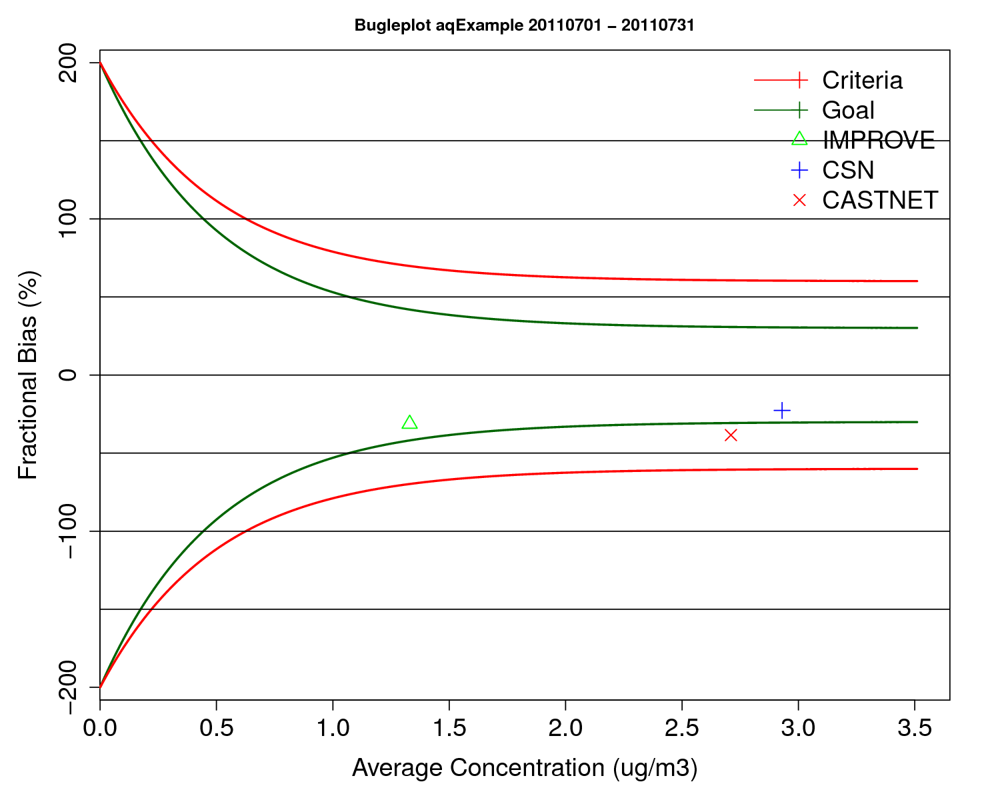 Bugleplot aqExample 20110701 – 20110731
Criteria
Goal
IMPROVE
CSN
CASTNET
Fractional Bias (%)
200
100
0
−100
−200
0.0 0.5 1.0 1.5 2.0 2.5 3.0 3.5
Average Concentration (ug/m3)